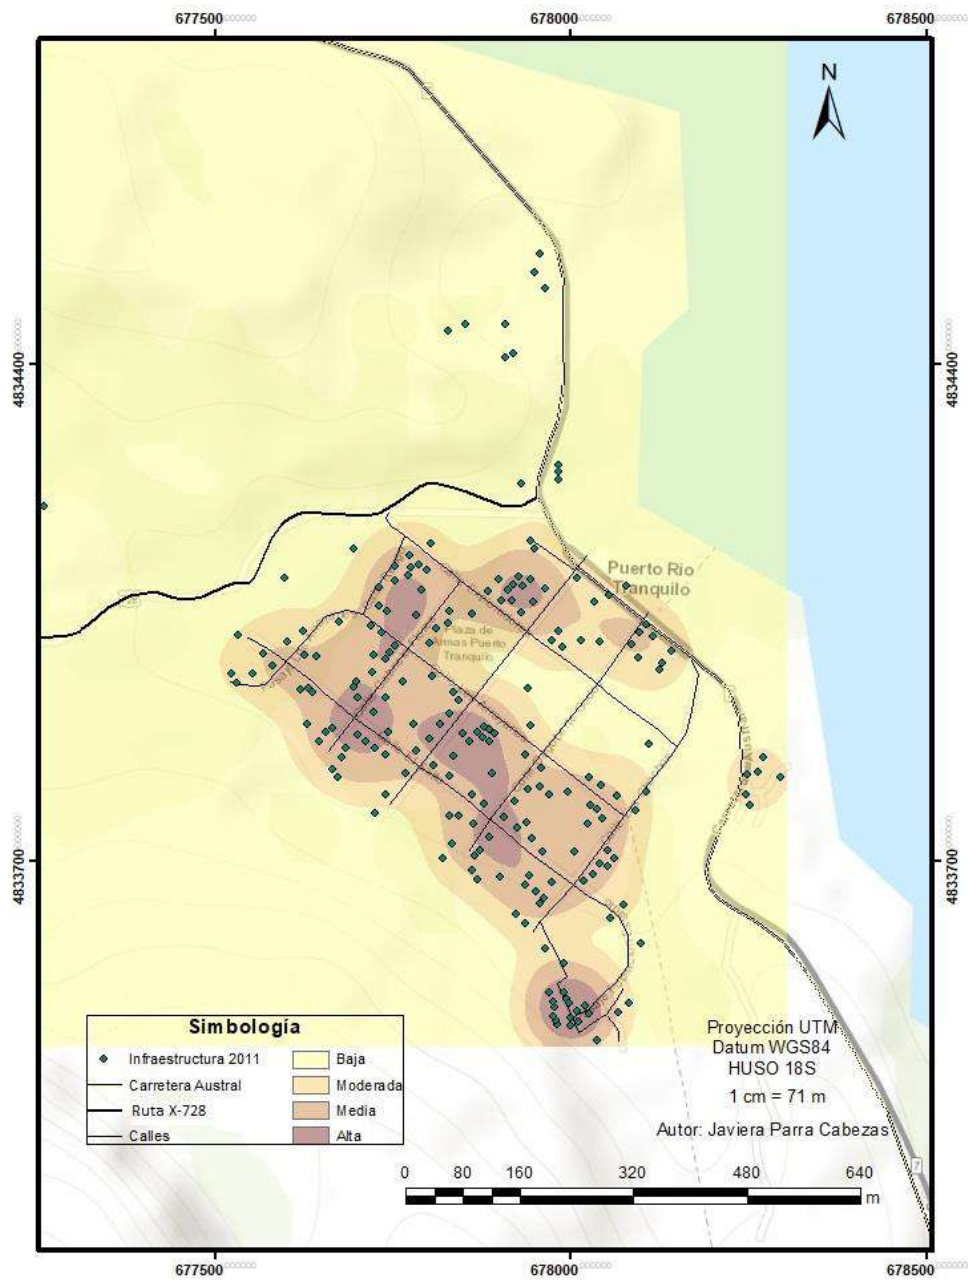 677500 678000 678500
N
4834400 4834400
Puerto Río
Tranquilo
Plaza de
Armas Puerto
Tranquilo
4833700 4833700
Simbología
Infraestructura 2011
Carretera Austral
Ruta X-728
Calles
Baja
Moderada
Media
Alta
Proyección UTM
Datum WGS84
HUSO 18S
1 cm = 71 m
Autor: Javiera Parra Cabezas
7
0 80 160 320 480 640
m
677500 678000 678500